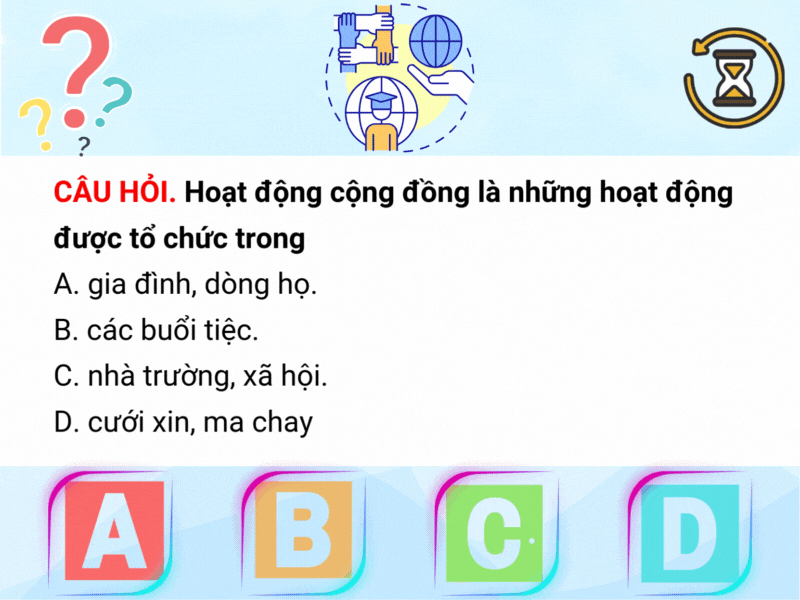 CÂU HỎI. Hoạt động cộng đồng là những hoạt động
được tổ chức trong
A. gia đình, dòng họ.
B. các buổi tiệc.
C. nhà trường, xã hội.
D. cưới xin, ma chay
A B C D